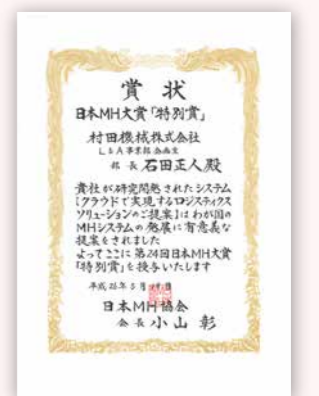 賞状
日本MH大賞「特別賞」
村田機械株式会社
L&A事業部 企画室
部長 石田正人殿
貴社が研究開発されたシステム
【クラウドで実現するロジスティクス
ソリューションのご提案】はわが国の
MHシステムの発展に有意義な
提案をされました
よってここに第24回日本MH大賞
「特別賞」を授与いたします
平成26年5月
日本MH協会
会長 小山 彰